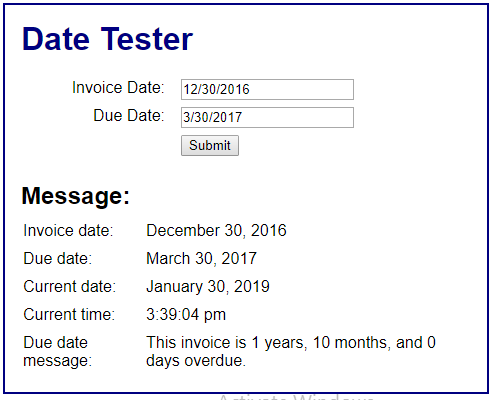 Date Tester
Invoice Date: 12/30/2016
Due Date: 3/30/2017
Submit
Message:
Invoice date: December 30, 2016
Due date: March 30, 2017
Current date: January 30, 2019
Current time: 3:39:04 pm
Due date This invoice is 1 years, 10 months, and 0
message: days overdue.
Activate Windows